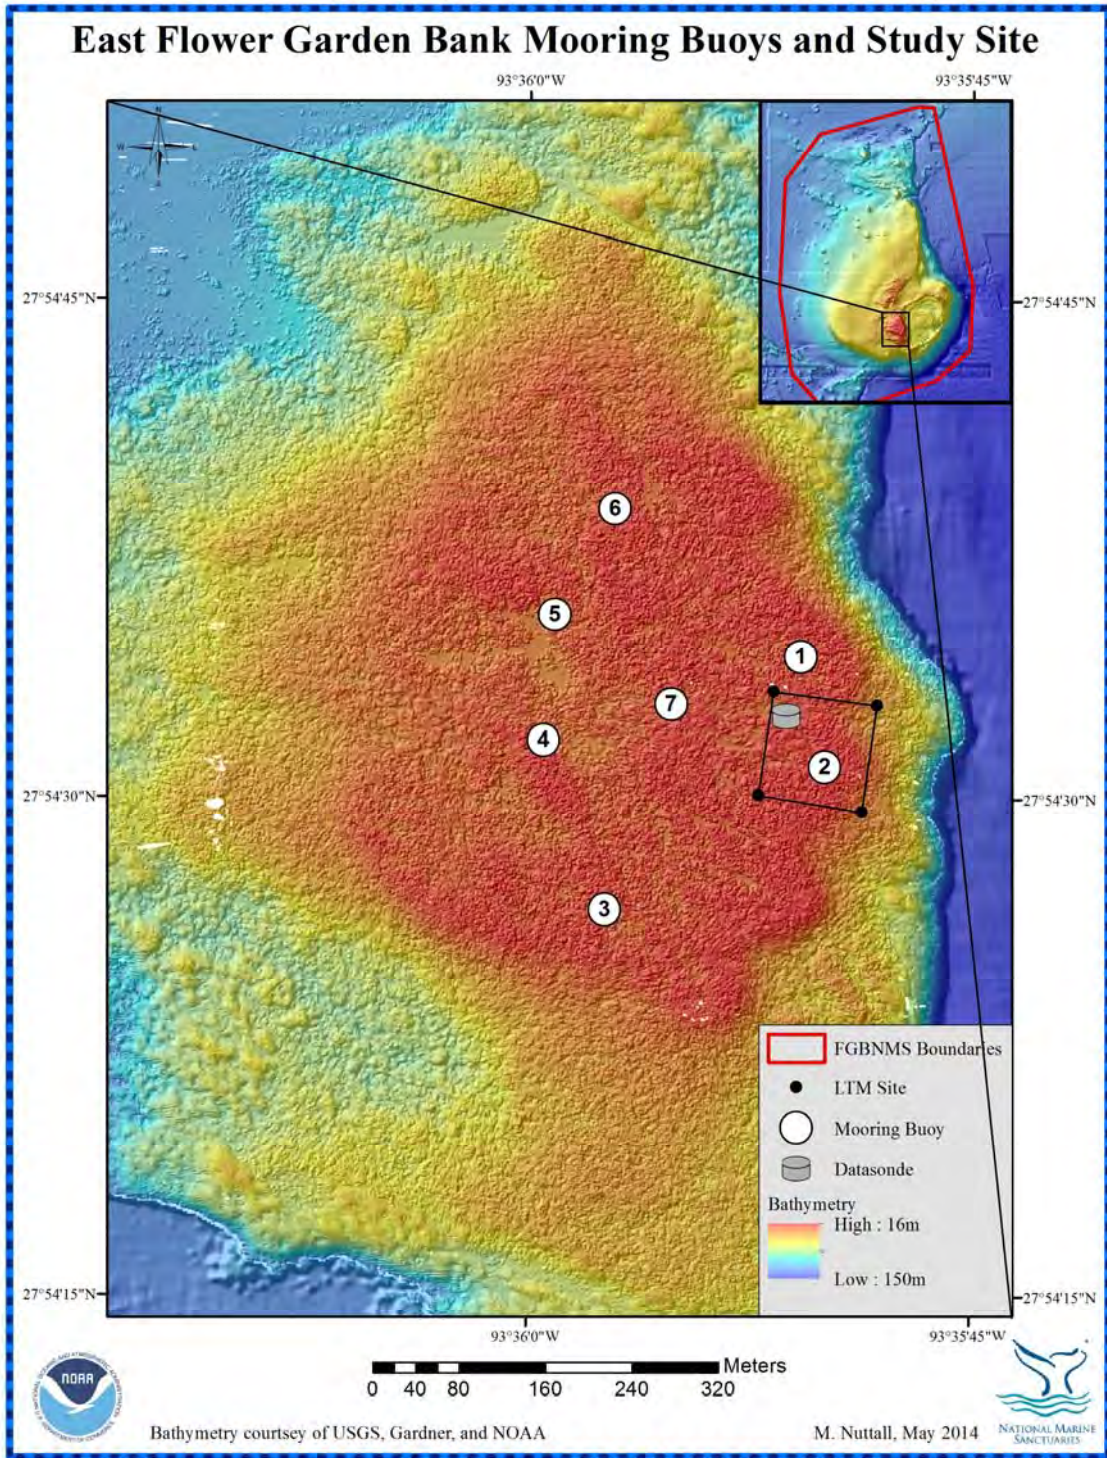 East Flower Garden Bank Mooring Buoys and Study Site
93°36'0"W
93°35'45"W
N
W
27°54'45"N
27°54'45"N
6
5
1
7
4
2
27°54'30"N
27°54'30"N
3
FGBNMS Boundaries
LTM Site
Mooring Buoy
Datasonde
Bathymetry
High : 16m
Low : 150m
27°54'15"N
27°54'15"N
93°36'0"W
93°35'45"W
Meters
0 40 80 160 240 320
NOAA
Bathymetry courtsey of USGS, Gardner, and NOAA
M. Nuttall, May 2014
NATIONAL MARINE
SANCTUARIES